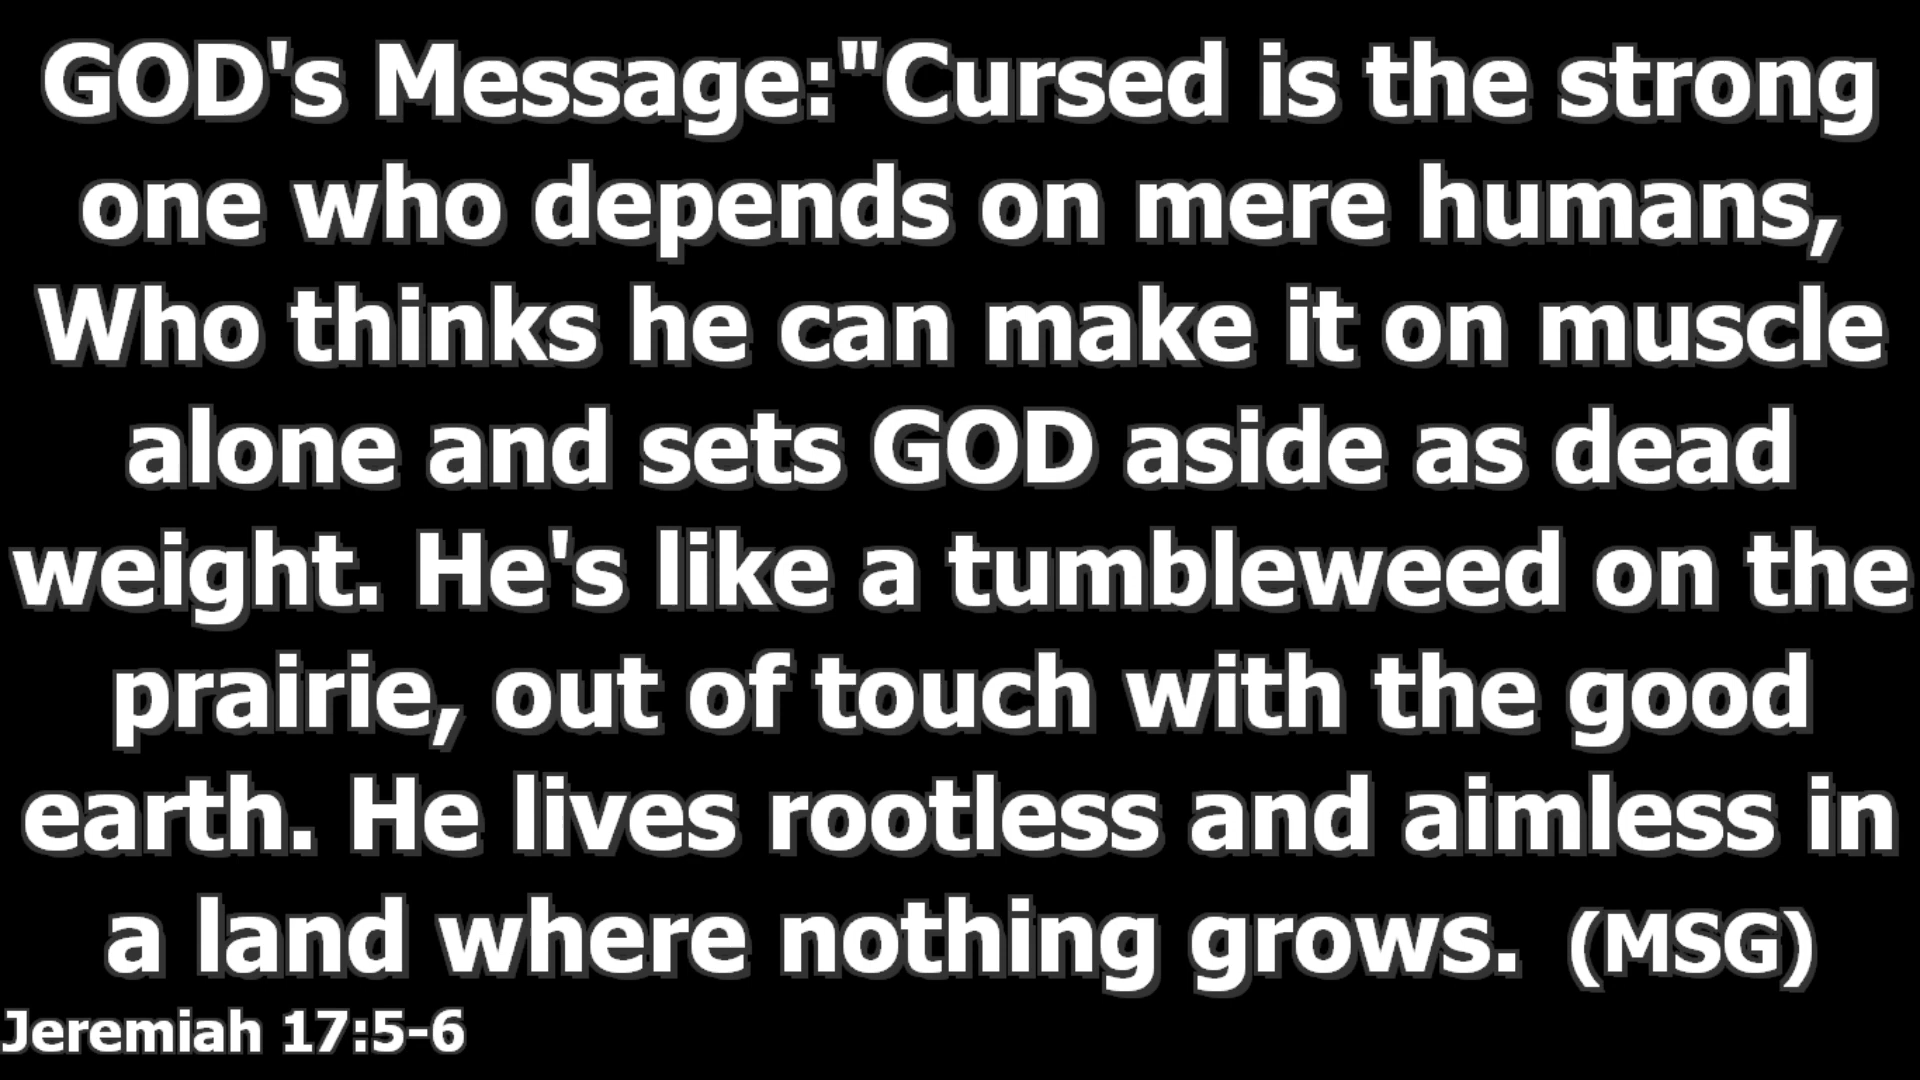 GOD's Message:"Cursed is the strong
one who depends on mere humans,
Who thinks he can make it on muscle
alone and sets GOD aside as dead
weight. He's like a tumbleweed on the
prairie, out of touch with the good
earth. He lives rootless and aimless in
a land where nothing grows. (MSG)
Jeremiah 17:5-6